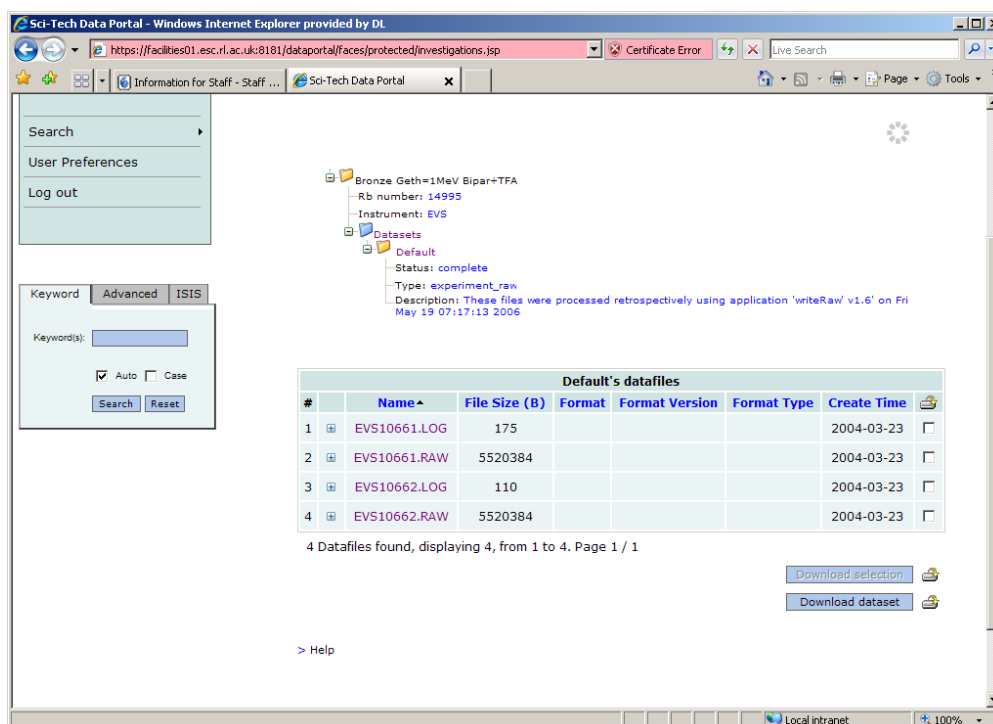 Sci-Tech Data Portal - Windows Internet Explorer provided by DL
https://facilities01.esc.rl.ac.uk:8181/dataportal/faces/protected/investigations.jsp
Certificate Error
Live Search
Information for Staff - Staff ...
Sci-Tech Data Portal
Page
Tools
Search
User Preferences
Log out
Keyword
Advanced
ISIS
Keyword(s):
Auto
Case
Search
Reset
Bronze Geth=1MeV Bipar+TFA
Rb number: 14995
Instrument: EVS
Datasets
Default
Status: complete
Type: experiment_raw
Description: These files were processed retrospectively using application 'writeRaw' v1.6' on Fri
May 19 07:17:13 2006
Default's datafiles
# Name File Size (B) Format Format Version Format Type Create Time
1 EVS10661.LOG 175 2004-03-23
2 EVS10661.RAW 5520384 2004-03-23
3 EVS10662.LOG 110 2004-03-23
4 EVS10662.RAW 5520384 2004-03-23
4 Datafiles found, displaying 4, from 1 to 4. Page 1 / 1
Download selection
Download dataset
> Help
Local intranet
100%